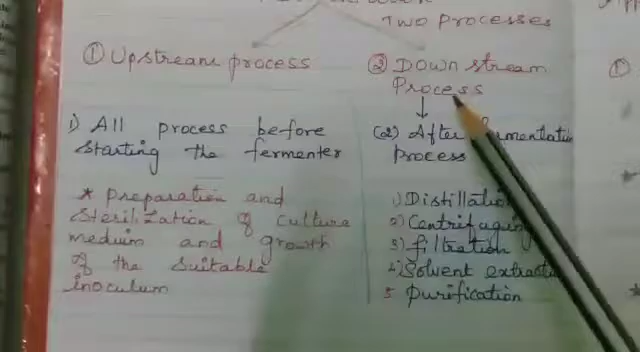 Two processes
① Upstream process
② Down stream
Process
i) All process before
starting the fermenter
* Preparation and
sterilization of culture
medium and growth
of the suitable
inoculum
(2) After
process
1) Distillation
2) Centrifuging
3) filtration
4) Solvent extraction
5 Purification
①